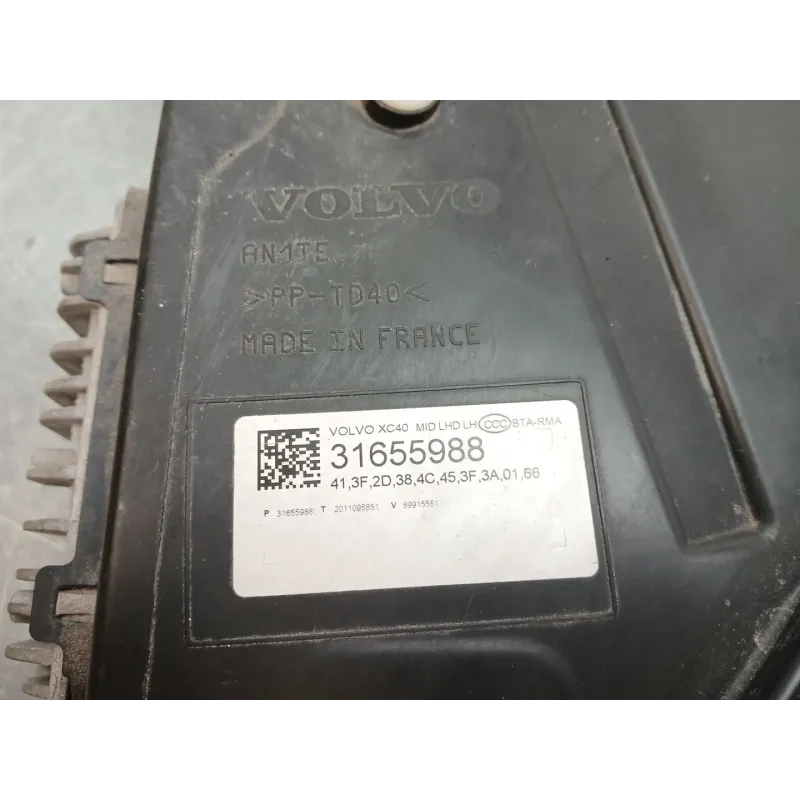 VOLVO
AN1TE
>PP-TD40<
MADE IN FRANCE
VOLVO XC40 MID LHD LH CCC BTA-RMA
31655988
41,3F,2D,38,4C,45,3F,3A,01,66
P 31655988 T 2011095851 V 89915551